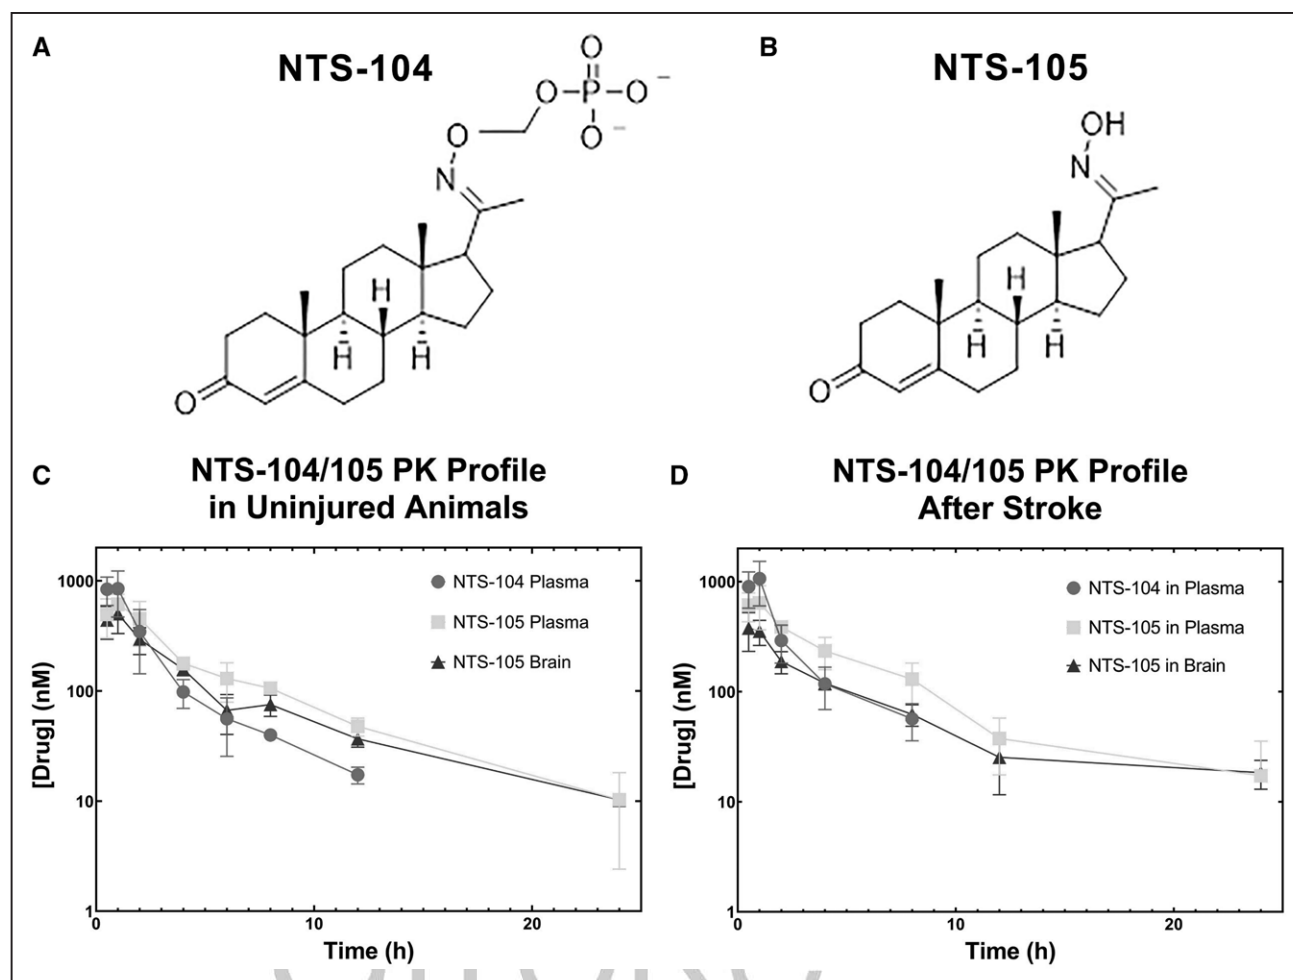 A
NTS-104
O
O
P
O
−
O
−
O
N
H
H
H
O
B
NTS-105
OH
N
H
H
H
O
C
NTS-104/105 PK Profile
in Uninjured Animals
1000
100
10
1
[Drug] (nM)
NTS-104 Plasma
NTS-105 Plasma
NTS-105 Brain
0
10
20
Time (h)
D
NTS-104/105 PK Profile
After Stroke
1000
100
10
1
[Drug] (nM)
NTS-104 in Plasma
NTS-105 in Plasma
NTS-105 in Brain
0
10
20
Time (h)